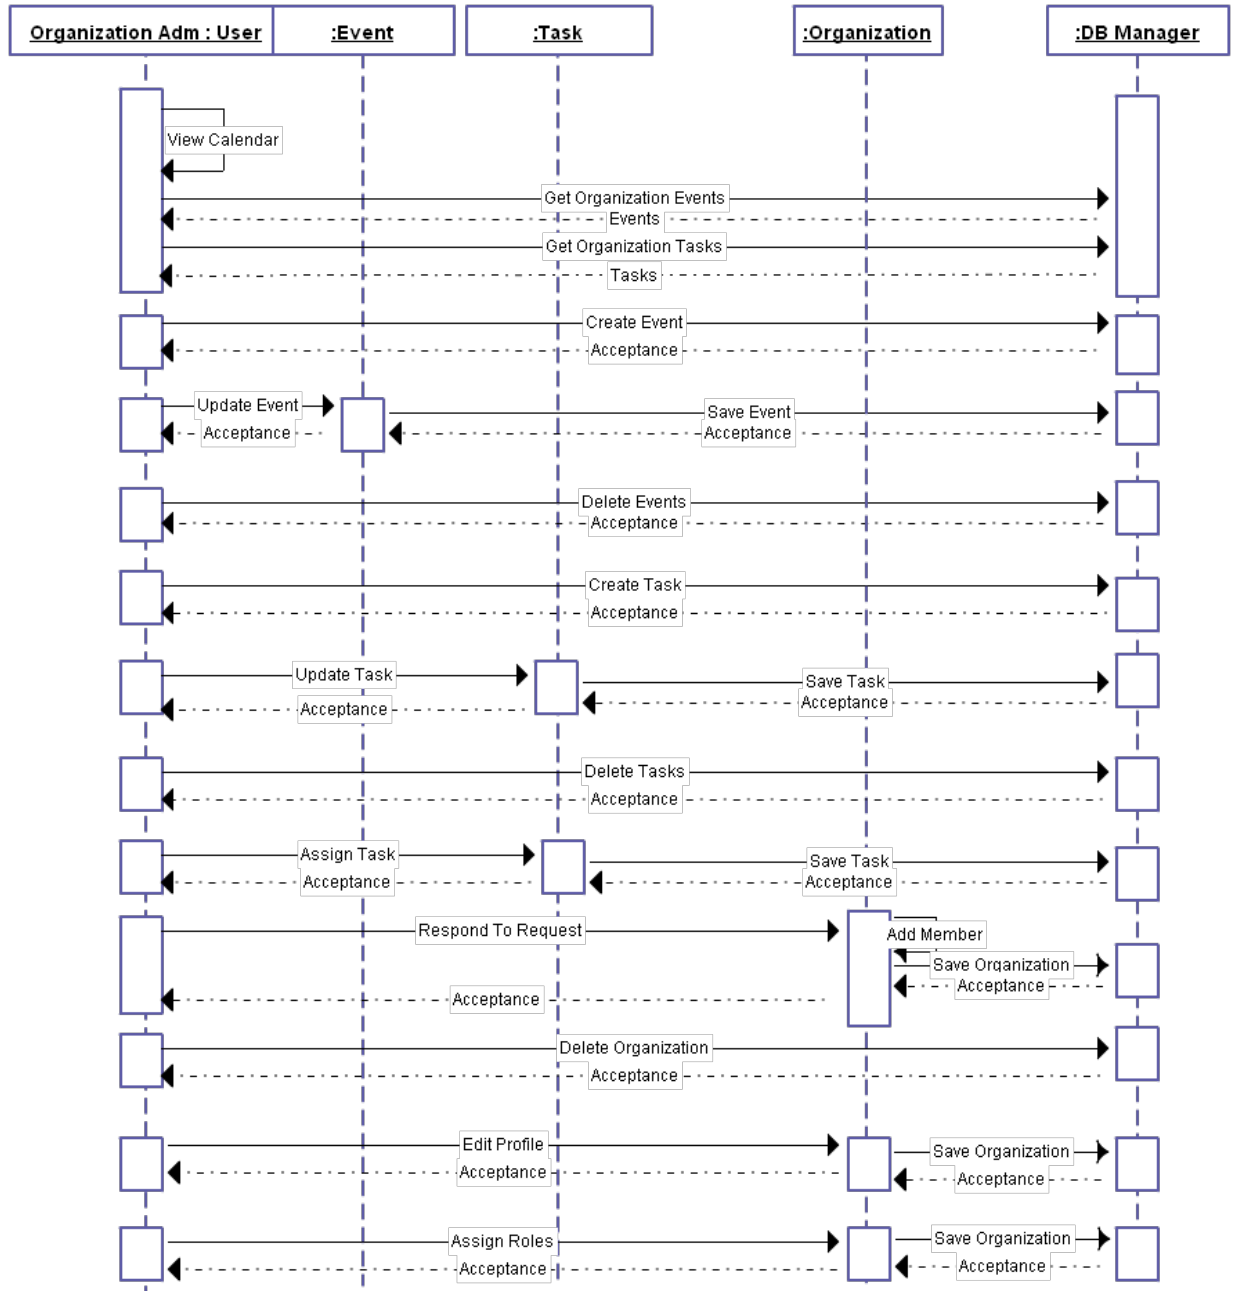 Organization Adm : User
:Event
:Task
:Organization
:DB Manager
View Calendar
Get Organization Events
Events
Get Organization Tasks
Tasks
Create Event
Acceptance
Update Event
Save Event
Acceptance
Acceptance
Delete Events
Acceptance
Create Task
Acceptance
Update Task
Save Task
Acceptance
Acceptance
Delete Tasks
Acceptance
Assign Task
Save Task
Acceptance
Acceptance
Respond To Request
Add Member
Save Organization
Acceptance
Acceptance
Delete Organization
Acceptance
Edit Profile
Save Organization
Acceptance
Acceptance
Assign Roles
Save Organization
Acceptance
Acceptance